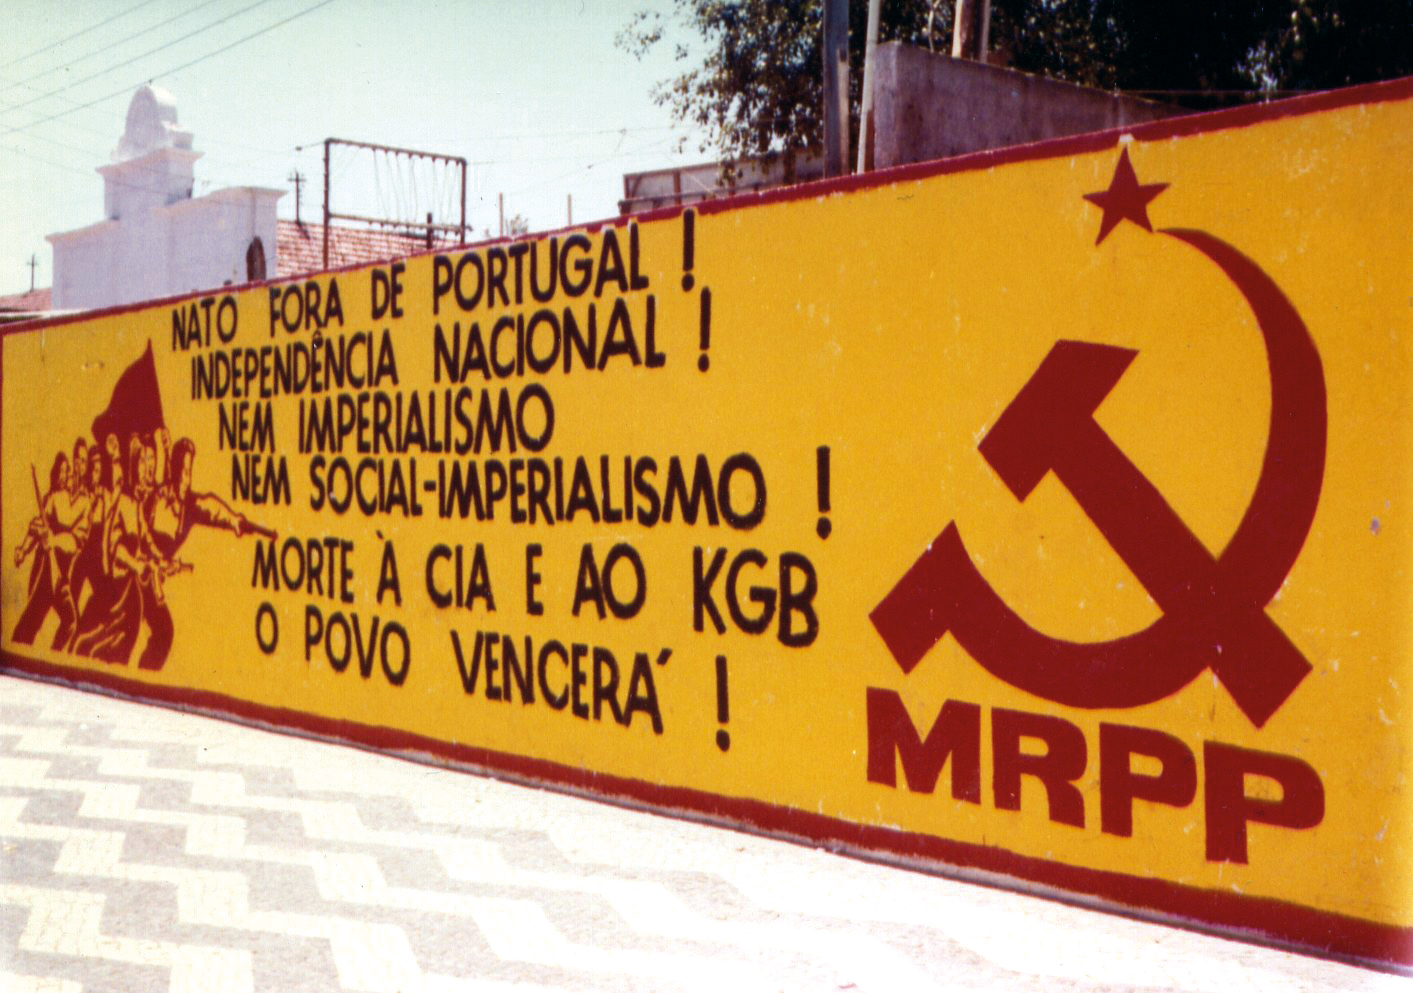 NATO FORA DE PORTUGAL !
INDEPENDÊNCIA NACIONAL !
NEM IMPERIALISMO
NEM SOCIAL-IMPERIALISMO !
MORTE À CIA E AO KGB
O POVO VENCERÁ !
MRPP